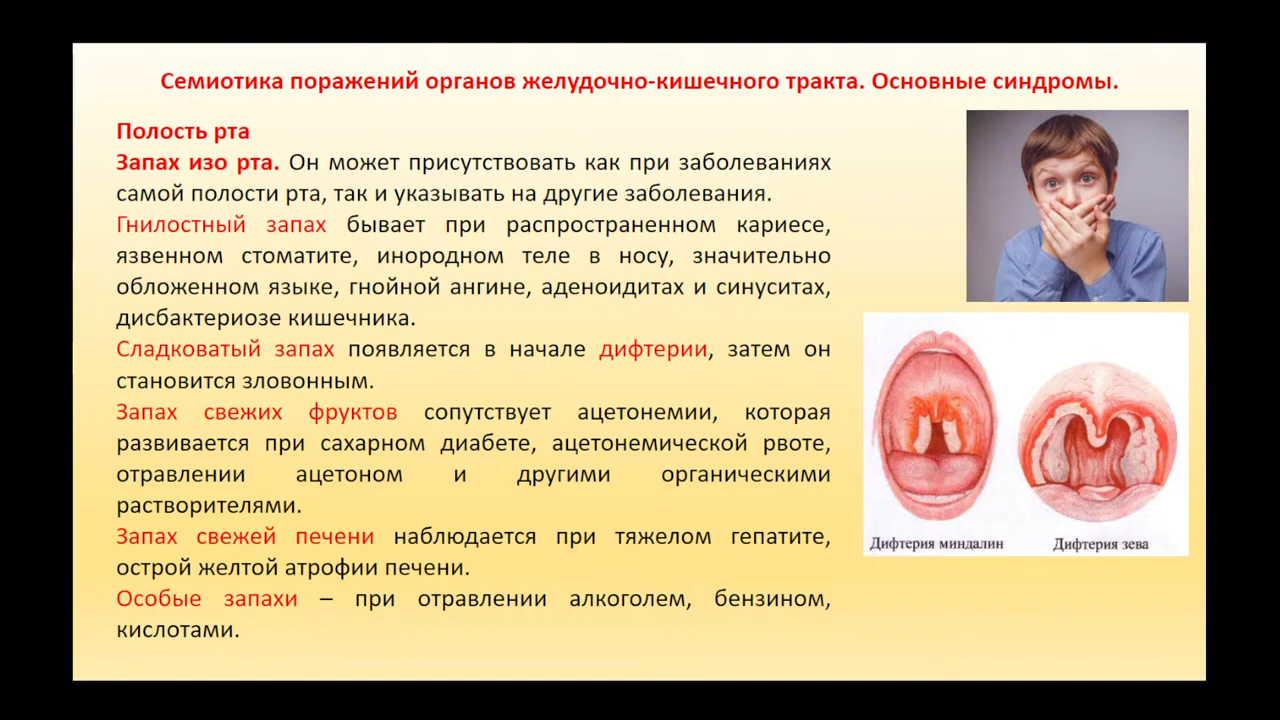 Семиотика поражений органов желудочно-кишечного тракта. Основные синдромы.
Полость рта
Запах изо рта. Он может присутствовать как при заболеваниях
самой полости рта, так и указывать на другие заболевания.
Гнилостный запах бывает при распространенном кариесе,
язвенном стоматите, инородном теле в носу, значительно
обложенном языке, гнойной ангине, аденоидитах и синуситах,
дисбактериозе кишечника.
Сладковатый запах появляется в начале дифтерии, затем он
становится зловонным.
Запах свежих фруктов сопутствует ацетонемии, которая
развивается при сахарном диабете, ацетонемической рвоте,
отравлении ацетоном и другими органическими
растворителями.
Запах свежей печени наблюдается при тяжелом гепатите,
острой желтой атрофии печени.
Особые запахи – при отравлении алкоголем, бензином,
кислотами.
Дифтерия миндалин
Дифтерия зева